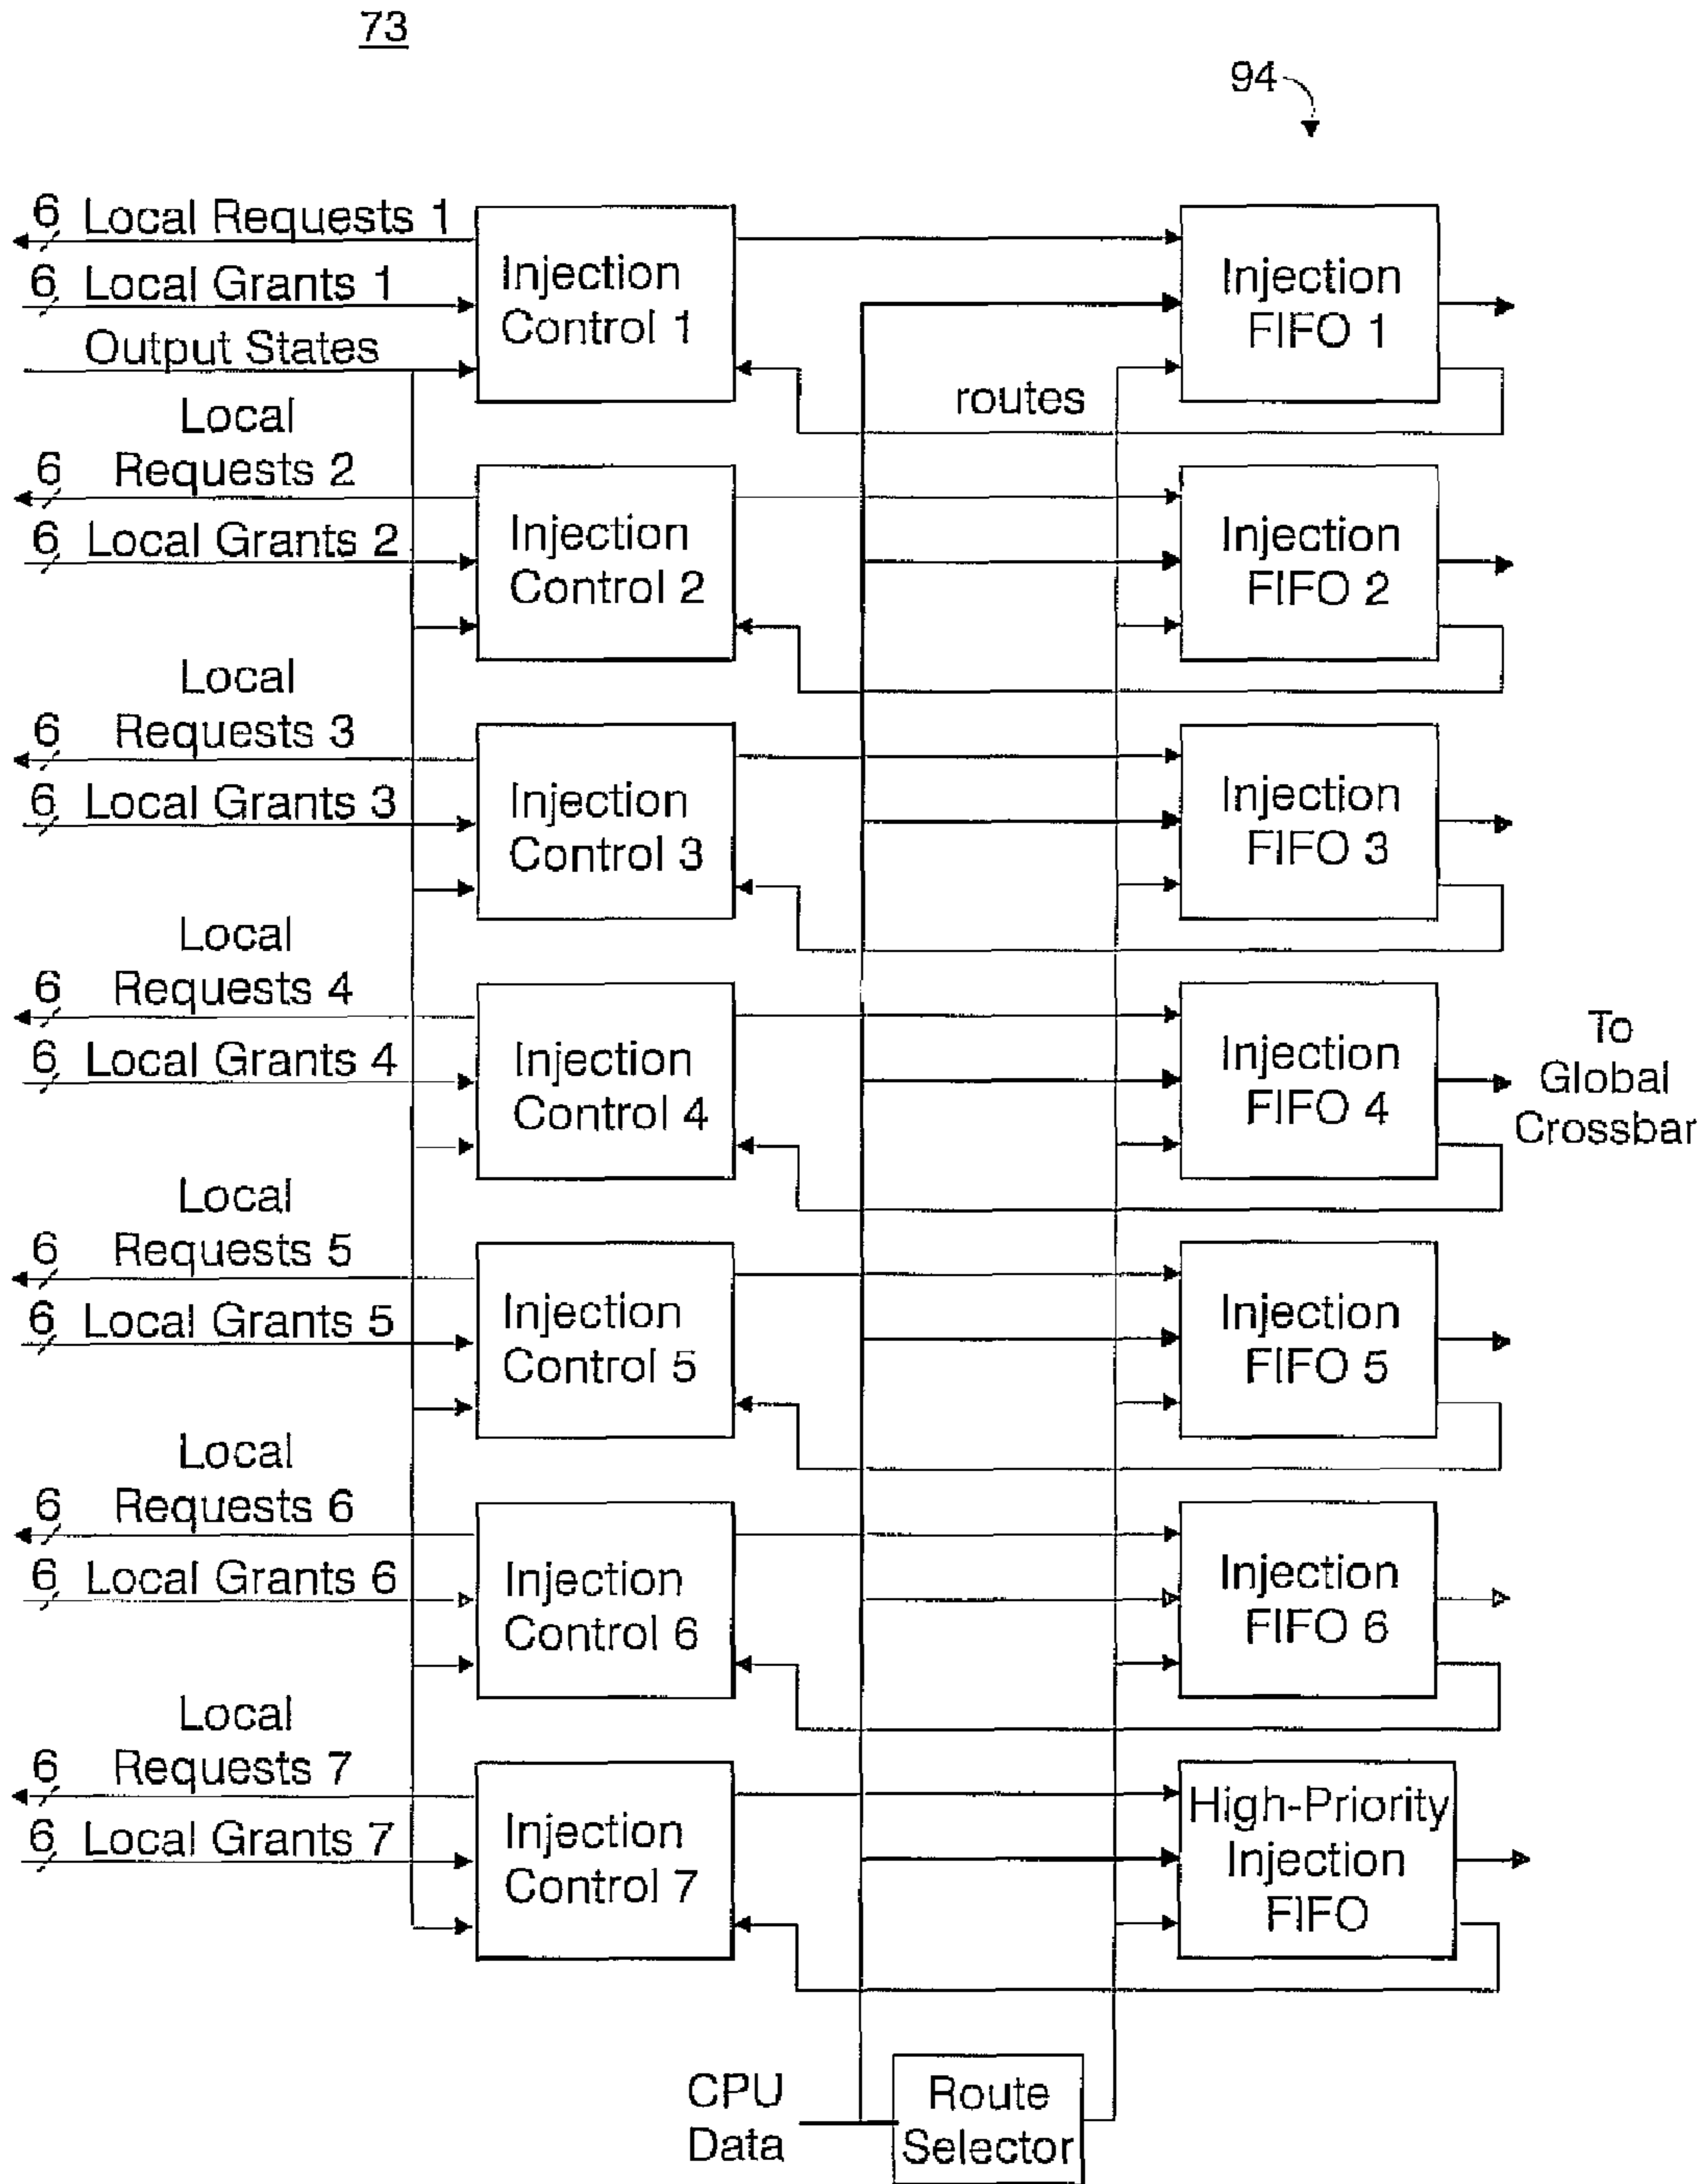 73
94
6 Local Requests 1
6 Local Grants 1
Output States
Injection
Control 1
Injection
FIFO 1
routes
Local
6 Requests 2
6 Local Grants 2
Injection
Control 2
Injection
FIFO 2
Local
6 Requests 3
6 Local Grants 3
Injection
Control 3
Injection
FIFO 3
Local
6 Requests 4
6 Local Grants 4
Injection
Control 4
Injection
FIFO 4
To
Global
Crossbar
Local
6 Requests 5
6 Local Grants 5
Injection
Control 5
Injection
FIFO 5
Local
6 Requests 6
6 Local Grants 6
Injection
Control 6
Injection
FIFO 6
Local
6 Requests 7
6 Local Grants 7
Injection
Control 7
High-Priority
Injection
FIFO
CPU
Data
Route
Selector